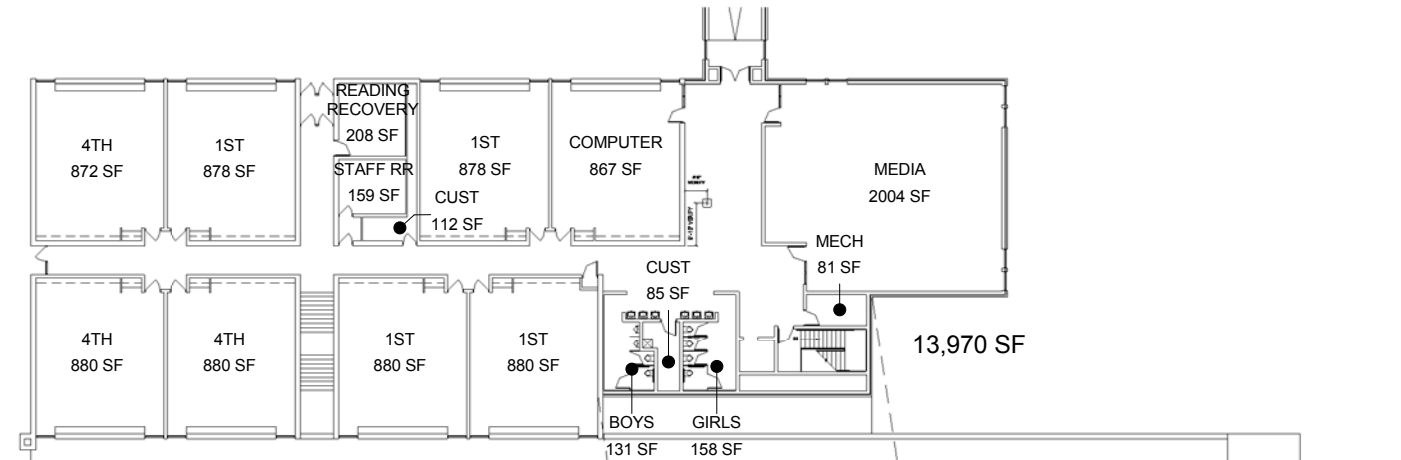 READING
RECOVERY
208 SF
4TH
872 SF
1ST
878 SF
1ST
878 SF
COMPUTER
867 SF
MEDIA
2004 SF
STAFF RR
159 SF
CUST
112 SF
MECH
81 SF
CUST
85 SF
4TH
880 SF
4TH
880 SF
1ST
880 SF
1ST
880 SF
13,970 SF
BOYS
131 SF
GIRLS
158 SF